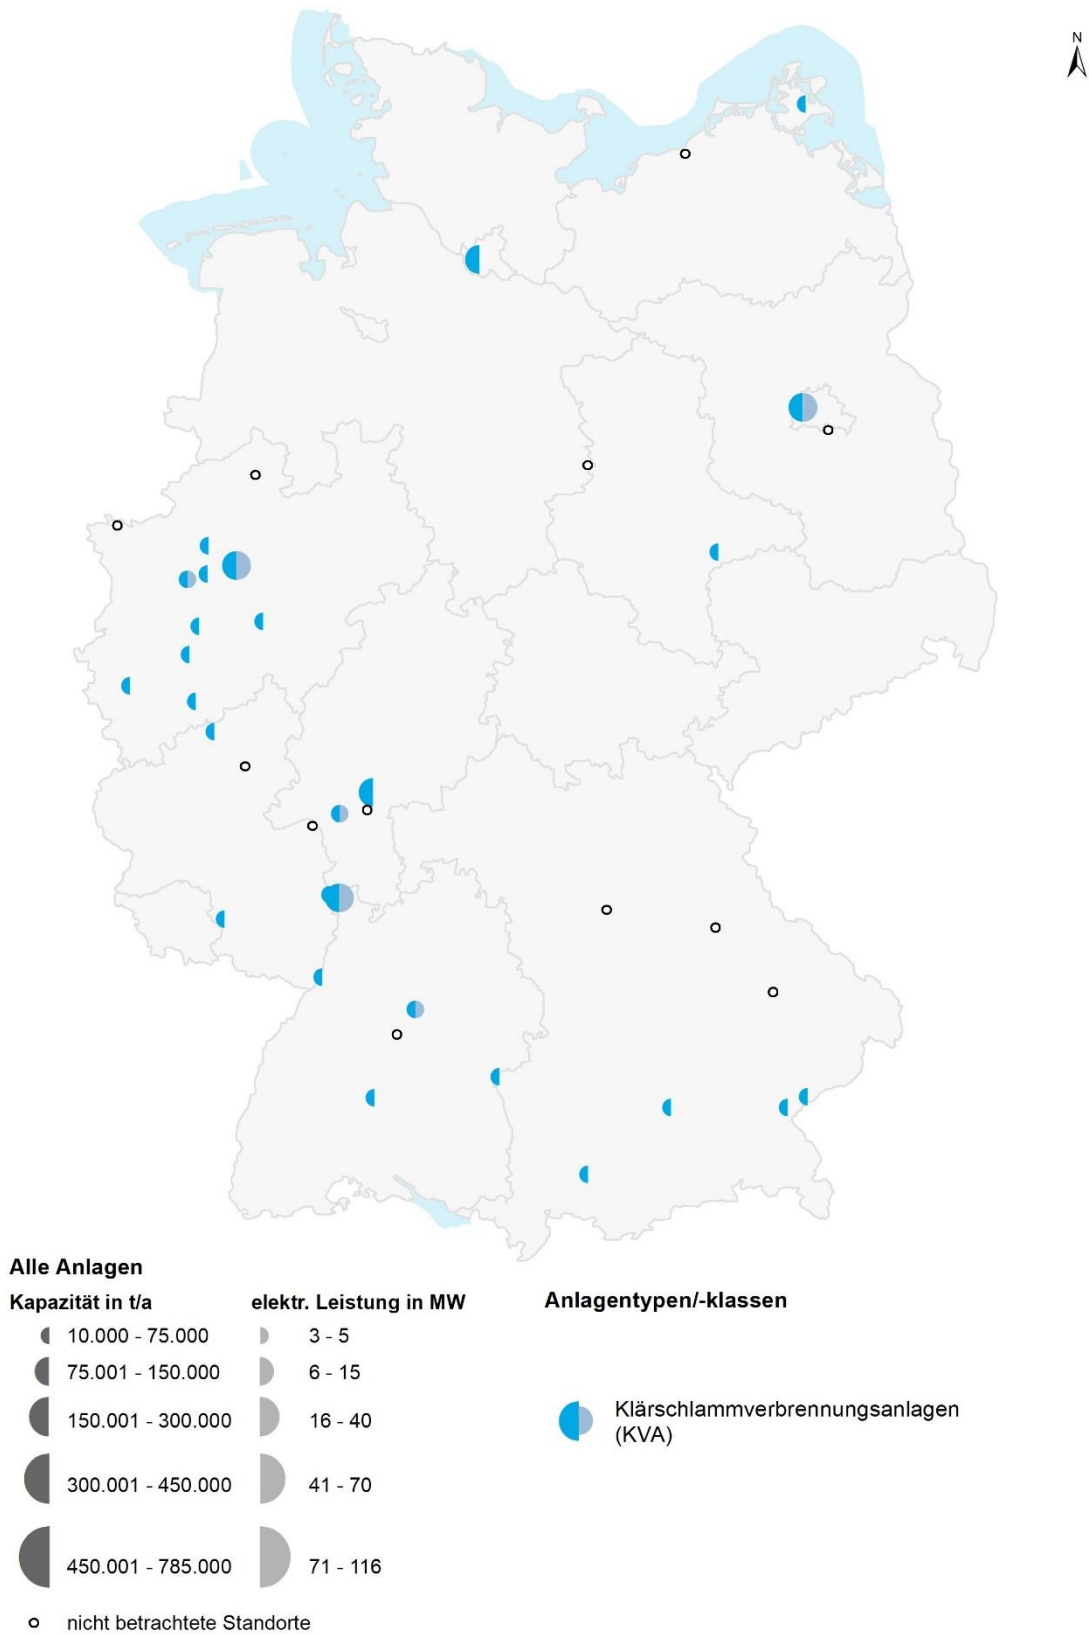 N
Alle Anlagen
Kapazität in t/a
elektr. Leistung in MW
10.000 - 75.000
3 - 5
75.001 - 150.000
6 - 15
150.001 - 300.000
16 - 40
300.001 - 450.000
41 - 70
450.001 - 785.000
71 - 116
nicht betrachtete Standorte
Anlagentypen/-klassen
Klärschlammverbrennungsanlagen
(KVA)